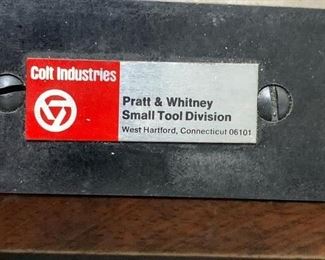 Colt Industries
Pratt & Whitney
Small Tool Division
West Hartford, Connecticut 06101